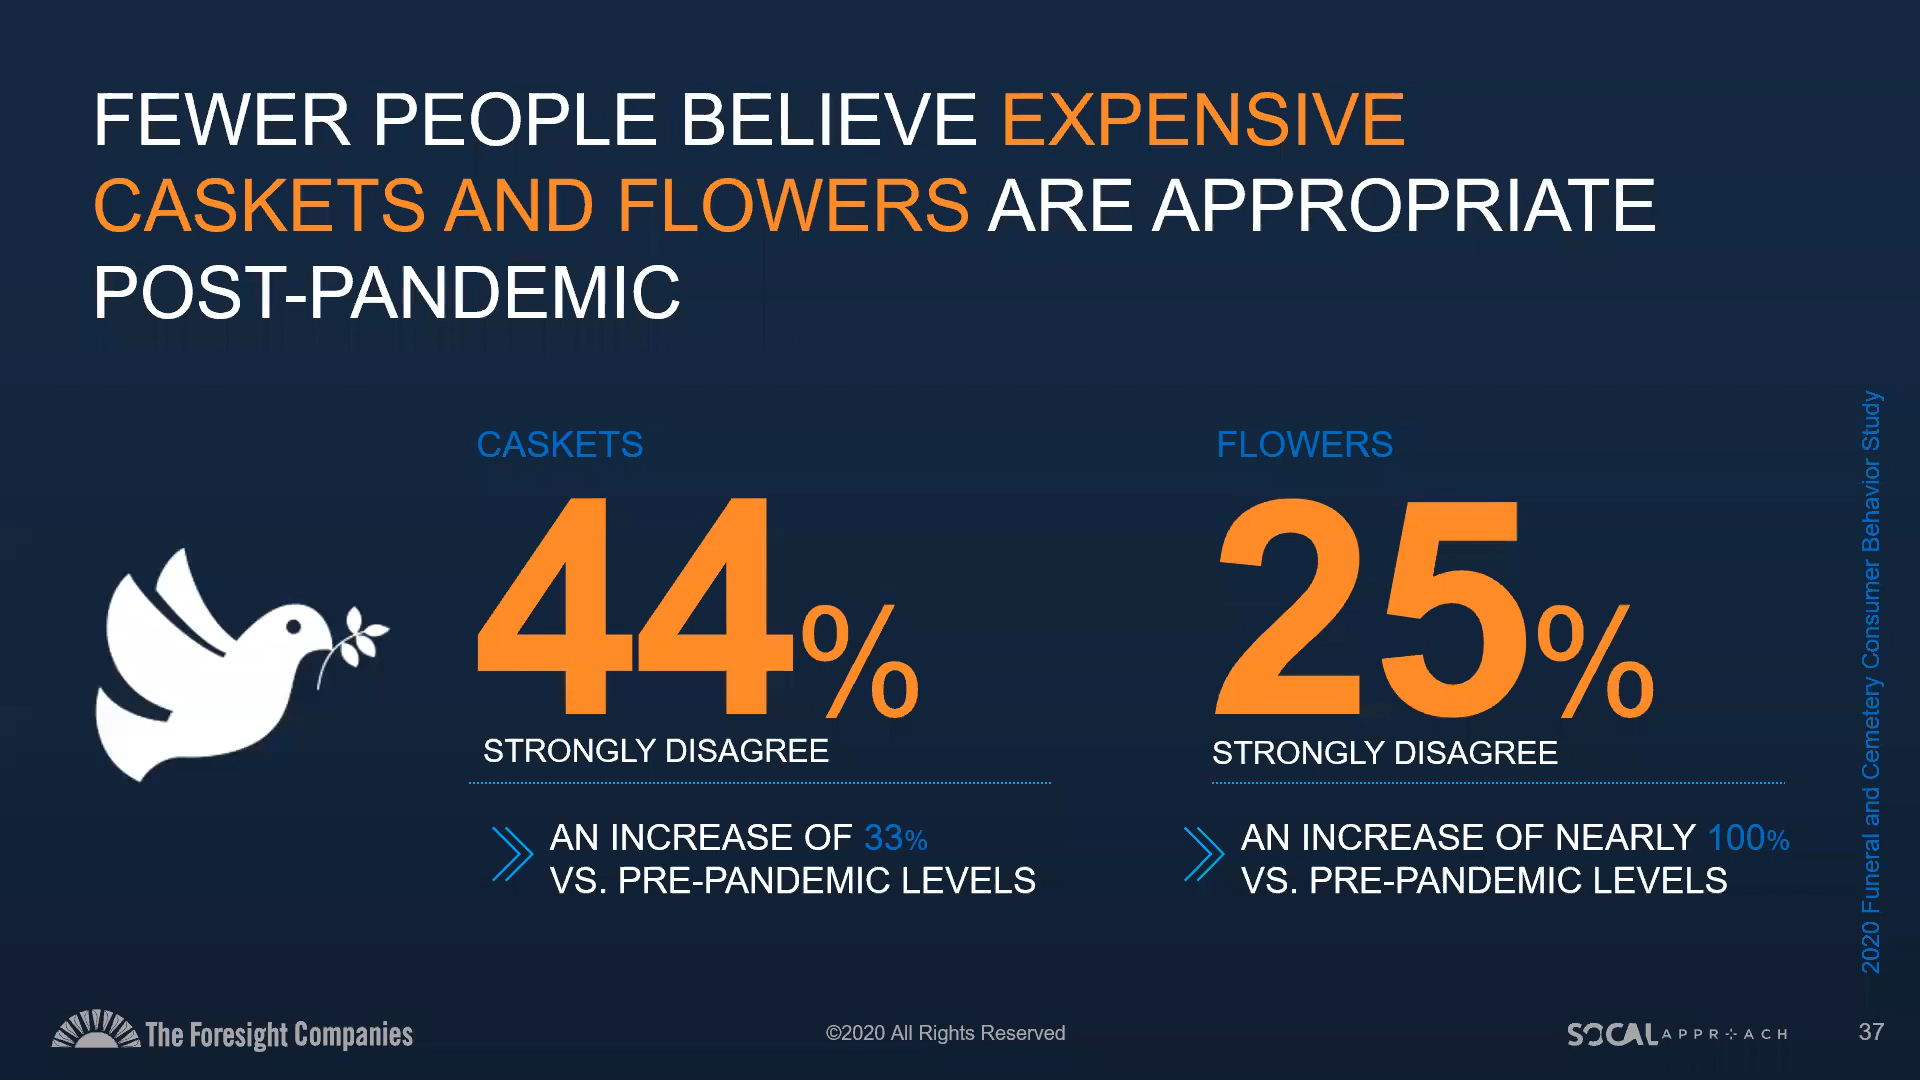 FEWER PEOPLE BELIEVE EXPENSIVE
CASKETS AND FLOWERS ARE APPROPRIATE
POST-PANDEMIC
CASKETS
44%
STRONGLY DISAGREE
AN INCREASE OF 33%
VS. PRE-PANDEMIC LEVELS
FLOWERS
25%
STRONGLY DISAGREE
AN INCREASE OF NEARLY 100%
VS. PRE-PANDEMIC LEVELS
2020 Funeral and Cemetery Consumer Behavior Study
The Foresight Companies
©2020 All Rights Reserved
SOCAL APPROACH
37